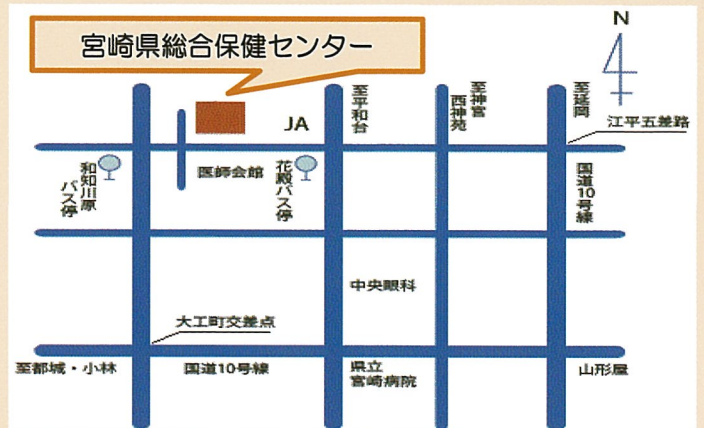 宮崎県総合保健センター
N
JA
至平和台
至神宮
西神苑
至延岡
江平五差路
和知川原
バス停
医師会館
花殿
バス停
国道10号線
中央眼科
大工町交差点
至都城・小林
国道10号線
県立
宮崎病院
山形屋